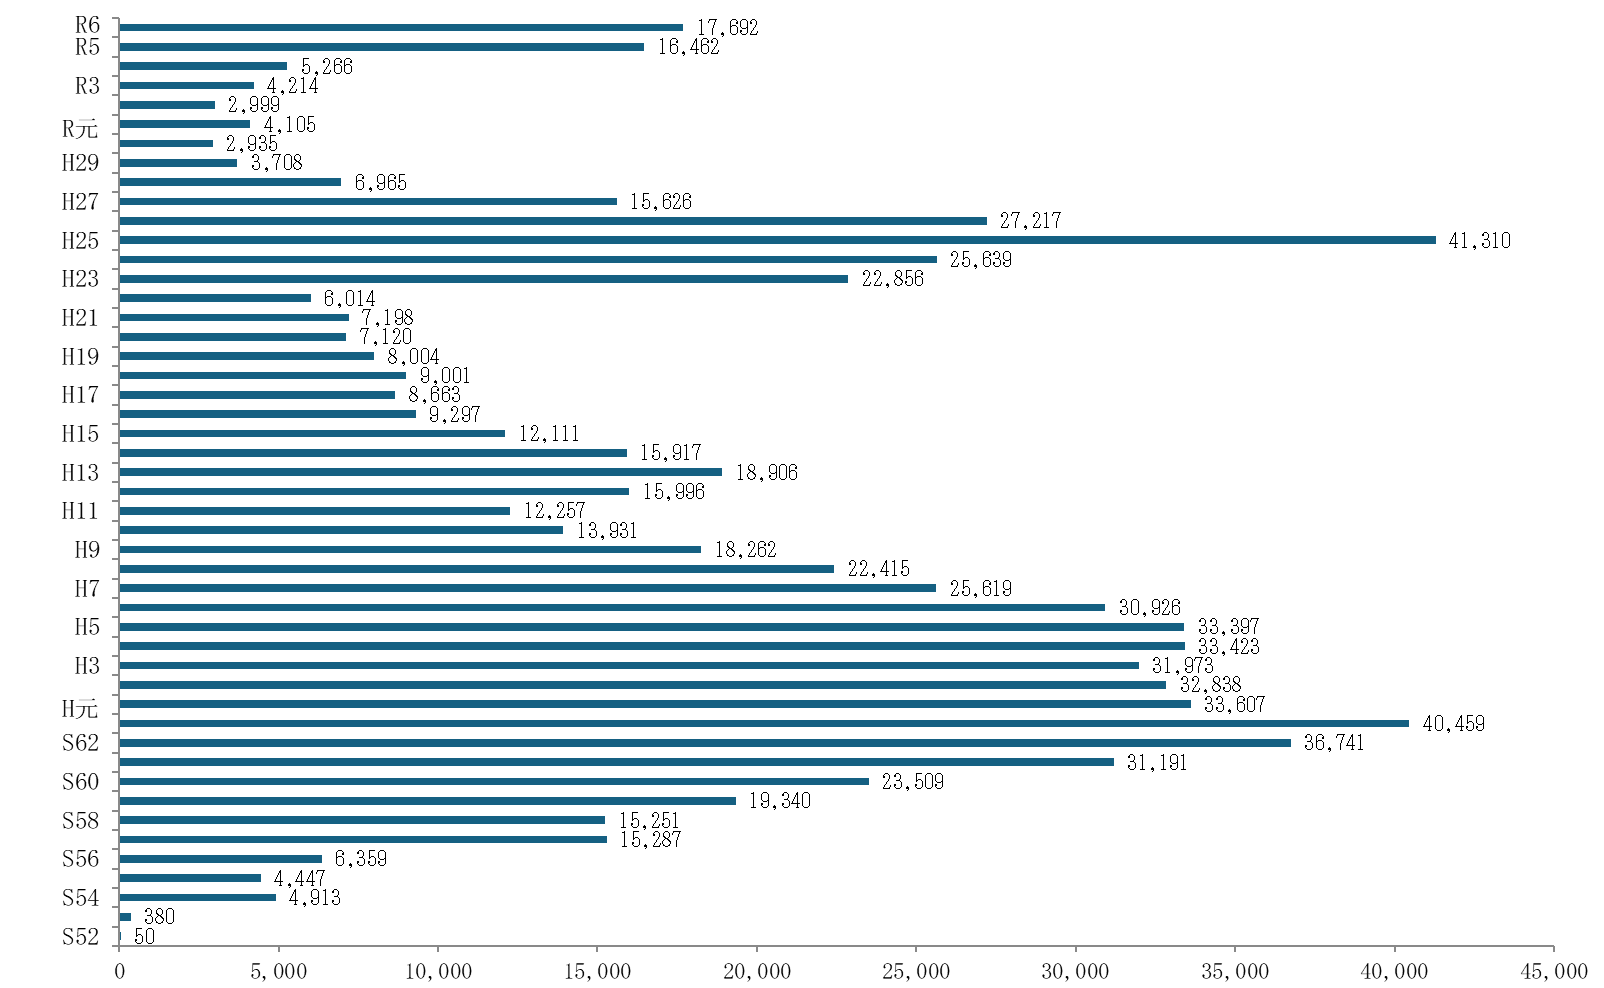 R6 17,692
R5 16,462
5,266
R3 4,214
2,999
R元 4,105
2,935
H29 3,708
6,965
H27 15,626
27,217
H25 41,310
25,639
H23 22,856
6,014
H21 7,198
7,120
H19 8,004
9,001
H17 8,663
9,297
H15 12,111
15,917
H13 18,906
15,996
H11 12,257
13,931
H9 18,262
22,415
H7 25,619
30,926
H5 33,397
33,423
H3 31,973
32,838
H元 33,607
40,459
S62 36,741
31,191
S60 23,509
19,340
S58 15,251
15,287
S56 6,359
4,447
S54 4,913
380
S52 50
0 5,000 10,000 15,000 20,000 25,000 30,000 35,000 40,000 45,000